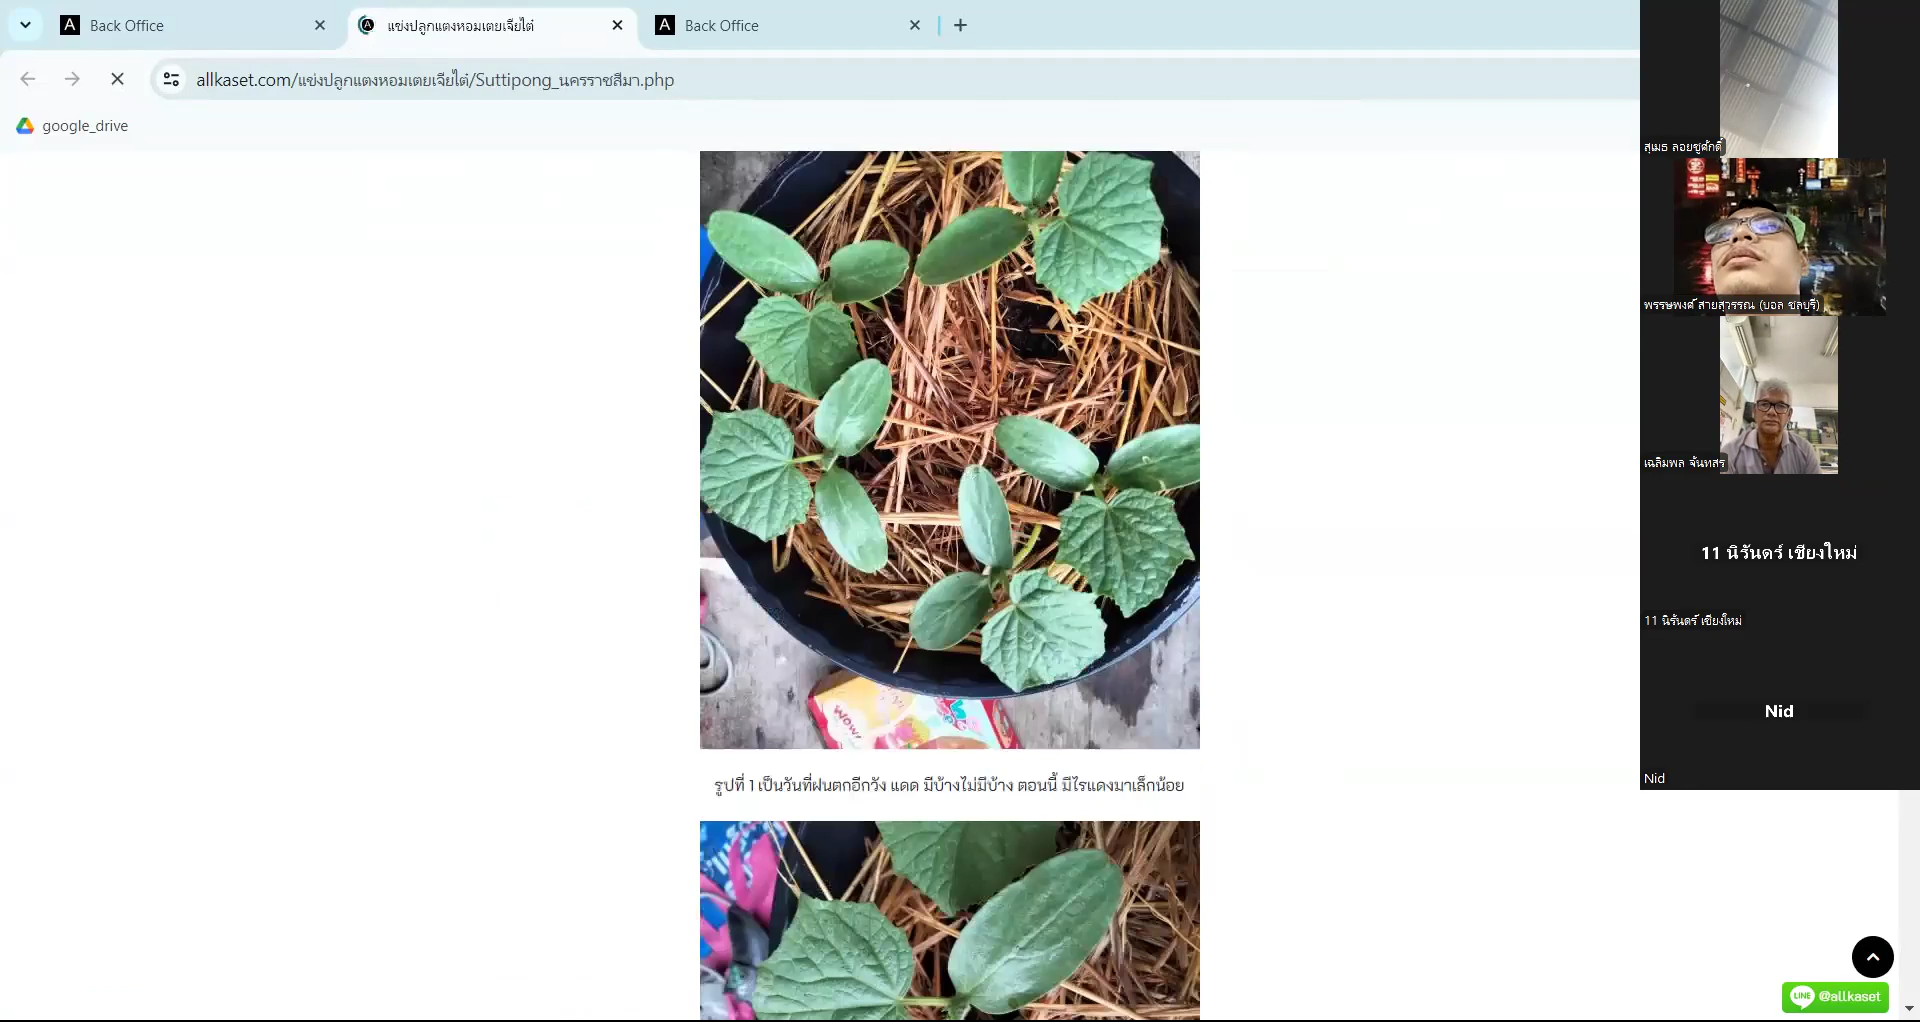 Back Office
แข่งปลูกแตงหอมเตยเจียไต๋
Back Office
allkaset.com/แข่งปลูกแตงหอมเตยเจียไต๋/Suttipong_นครราชสีมา.php
google_drive
สุเมธ ลอยชูศักดิ์
พรรษพงศ์ สายสุวรรณ (บอล ชลบุรี)
เฉลิมพล จันทสร
11 นิรันดร์ เชียงใหม่
11 นิรันดร์ เชียงใหม่
Nid
Nid
WOW!
รูปที่ 1 เป็นวันที่ฝนตกอีกวัง แดด มีบ้างไม่มีบ้าง ตอนนี้ มีไรแดงมาเล็กน้อย
LINE @allkaset